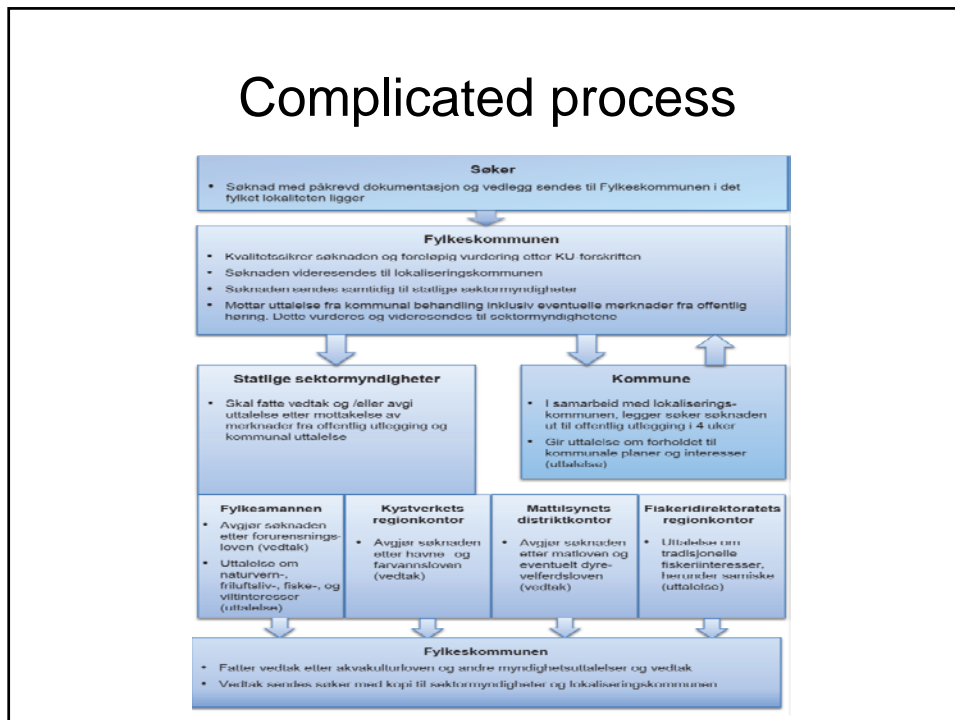 Complicated process
Søker
• Søknad med påkrevd dokumentasjon og vedlegg sendes til Fylkeskommunen i det
fylket lokaliteten ligger
Fylkeskommunen
• Kvalitetssikrer søknaden og foreløpig vurdering etter KU-forskriften
• Søknaden videresendes til lokaliseringskommunen
• Søknaden sendes samtidig til statlige sektormyndigheter
• Mottar uttalelse fra kommunal behandling inklusiv eventuelle merknader fra offentlig
høring. Dette vurderes og videresendes til sektormyndighetene
Statlige sektormyndigheter
• Skal fatte vedtak og /eller avgi
uttalelse etter mottakelse av
merknader fra offentlig utlegging og
kommunal uttalelse
Kommune
• I samarbeid med lokaliserings-
kommunen, legger søker søknaden
ut til offentlig utlegging i 4 uker
• Gir uttalelse om forholdet til
kommunale planer og interesser
(uttalelse)
Fylkesmannen
• Avgjør søknaden
etter forurensnings-
loven (vedtak)
• Uttalelse om
naturvern-,
friluftsliv-, fiske-, og
viltinteresser
(uttalelse)
Kystverkets
regionkontor
• Avgjør søknaden
etter havne- og
farvannsloven
(vedtak)
Mattilsynets
distriktkontor
• Avgjør søknaden
etter matloven og
eventuelt dyre-
velferdsloven
(vedtak)
Fiskeridirektoratets
regionkontor
• Uttalelse om
tradisjonelle
fiskeriinteresser,
herunder samiske
(uttalelse)
Fylkeskommunen
• Fatter vedtak etter akvakulturloven og andre myndighetsuttalelser og vedtak
• Vedtak sendes søker med kopi til sektormyndigheter og lokaliseringskommunen